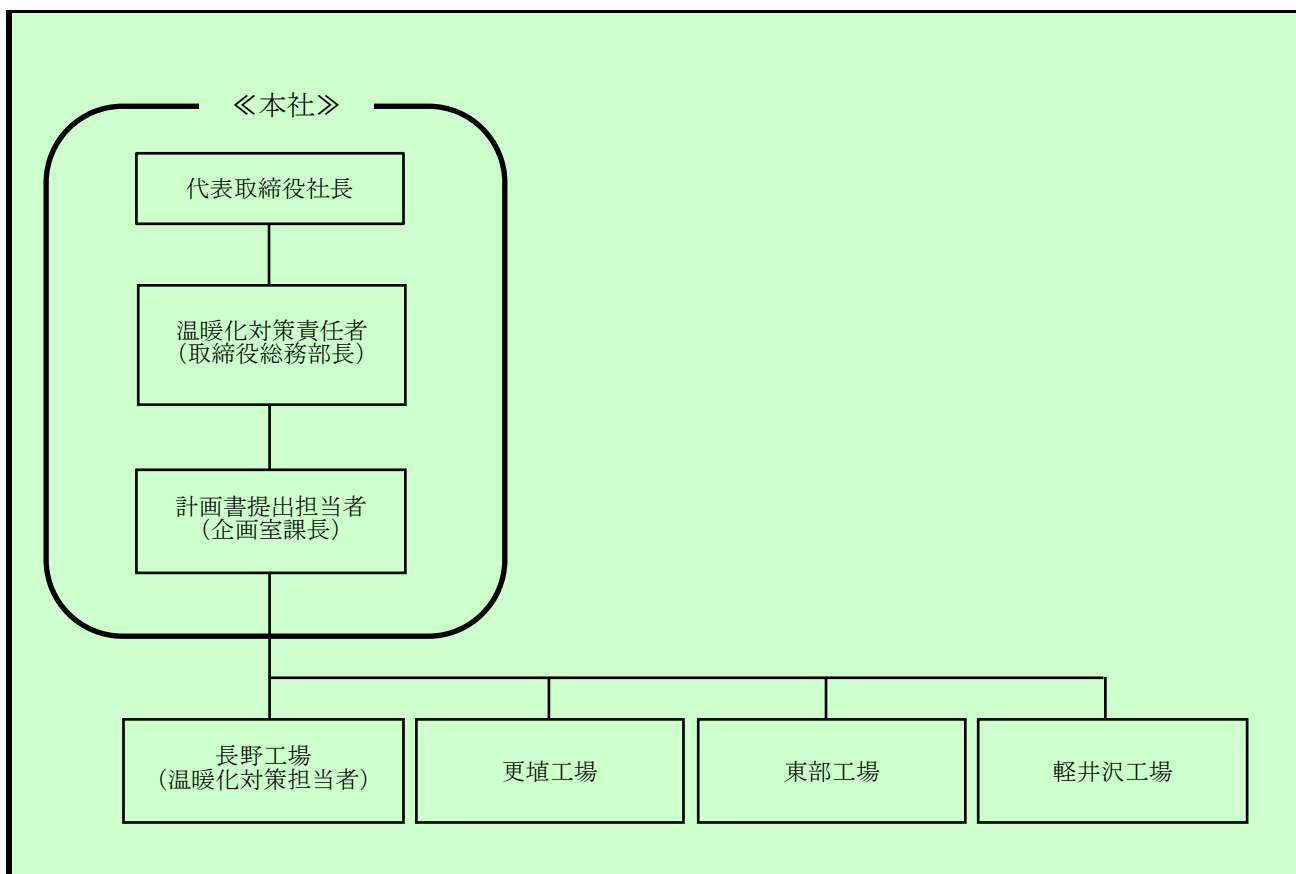 ≪本社≫
代表取締役社長
温暖化対策責任者
（取締役総務部長）
計画書提出担当者
（企画室課長）
長野工場
（温暖化対策担当者）
更埴工場
東部工場
軽井沢工場